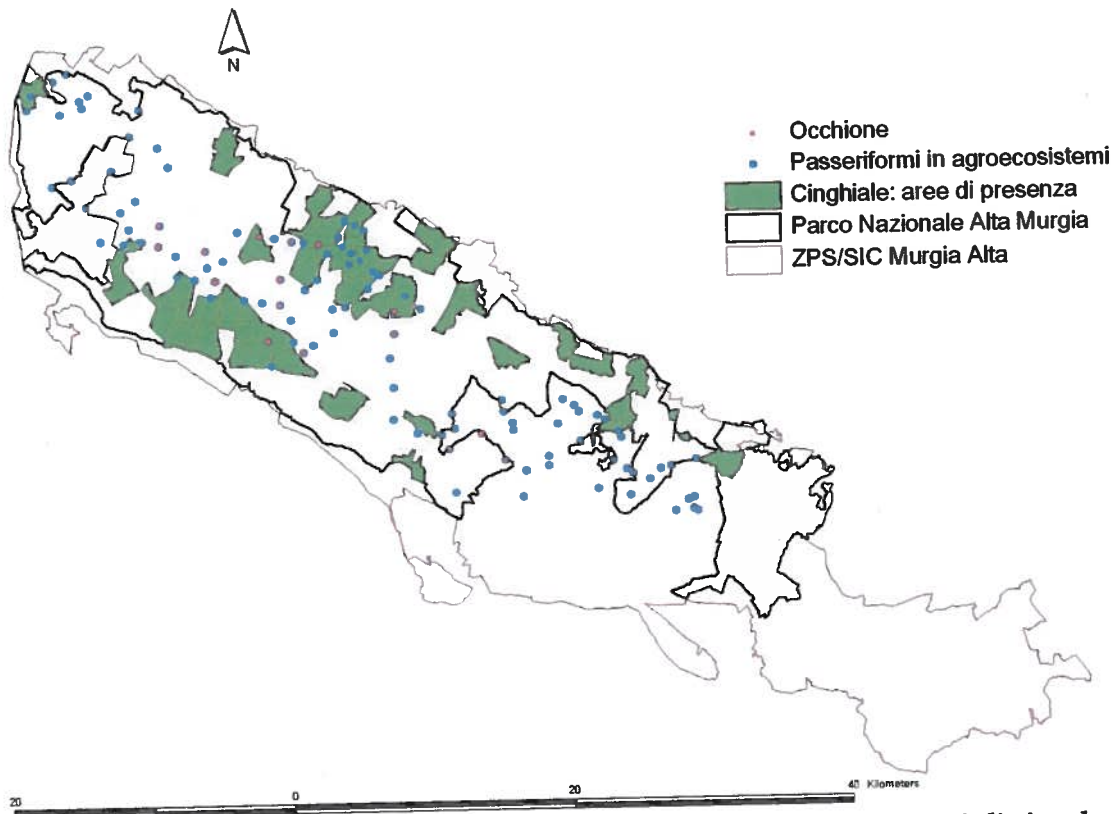 N
Occhione
Passeriformi in agroecosistemi
Cinghiale: aree di presenza
Parco Nazionale Alta Murgia
ZPS/SIC Murgia Alta
20 0 20 40 Kilometers